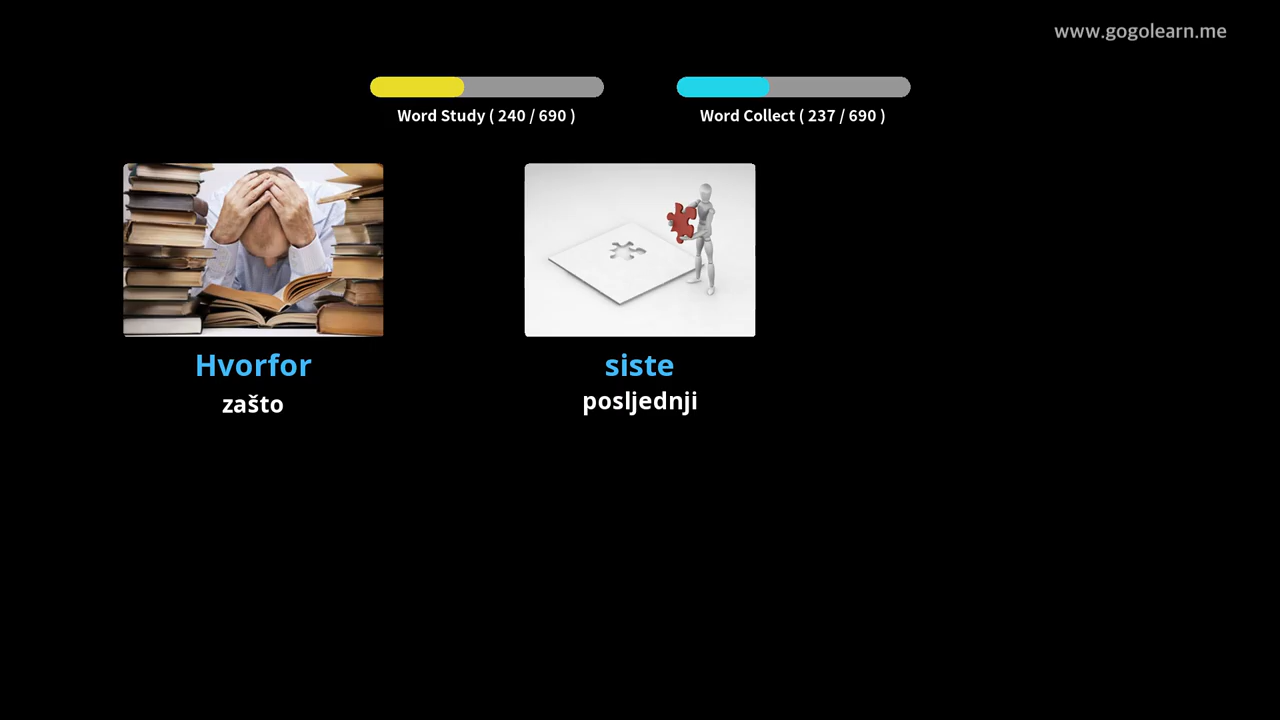 www.gogolearn.me
Word Study ( 240 / 690 )
Word Collect ( 237 / 690 )
Hvorfor
zašto
siste
posljednji